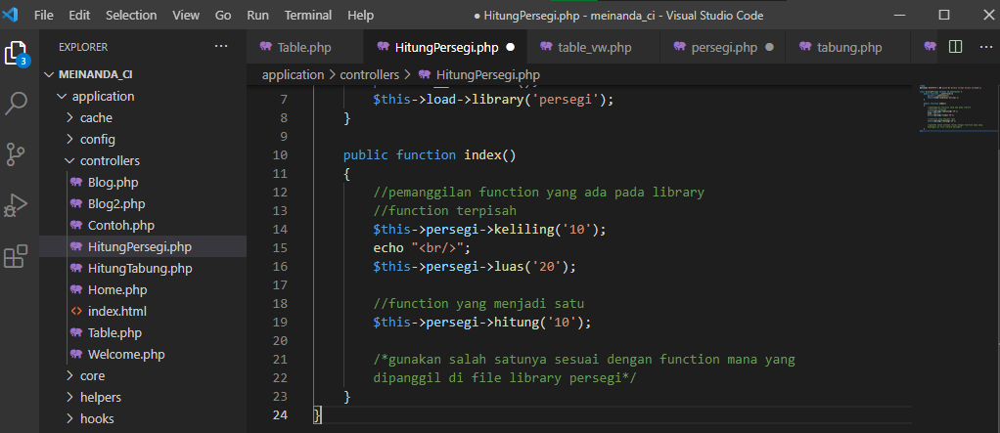 File Edit Selection View Go Run Terminal Help
● HitungPersegi.php - meinanda_ci - Visual Studio Code
3
EXPLORER
MEINANDA_CI
application
cache
config
controllers
Blog.php
Blog2.php
Contoh.php
HitungPersegi.php
HitungTabung.php
Home.php
index.html
Table.php
Welcome.php
core
helpers
hooks
Table.php HitungPersegi.php ● table_vw.php persegi.php ● tabung.php
application > controllers > HitungPersegi.php
7 $this->load->library('persegi');
8 }
9
10 public function index()
11 {
12 //pemanggilan function yang ada pada library
13 //function terpisah
14 $this->persegi->keliling('10');
15 echo "<br/>";
16 $this->persegi->luas('20');
17
18 //function yang menjadi satu
19 $this->persegi->hitung('10');
20
21 /*gunakan salah satunya sesuai dengan function mana yang
22 dipanggil di file library persegi*/
23 }
24 }